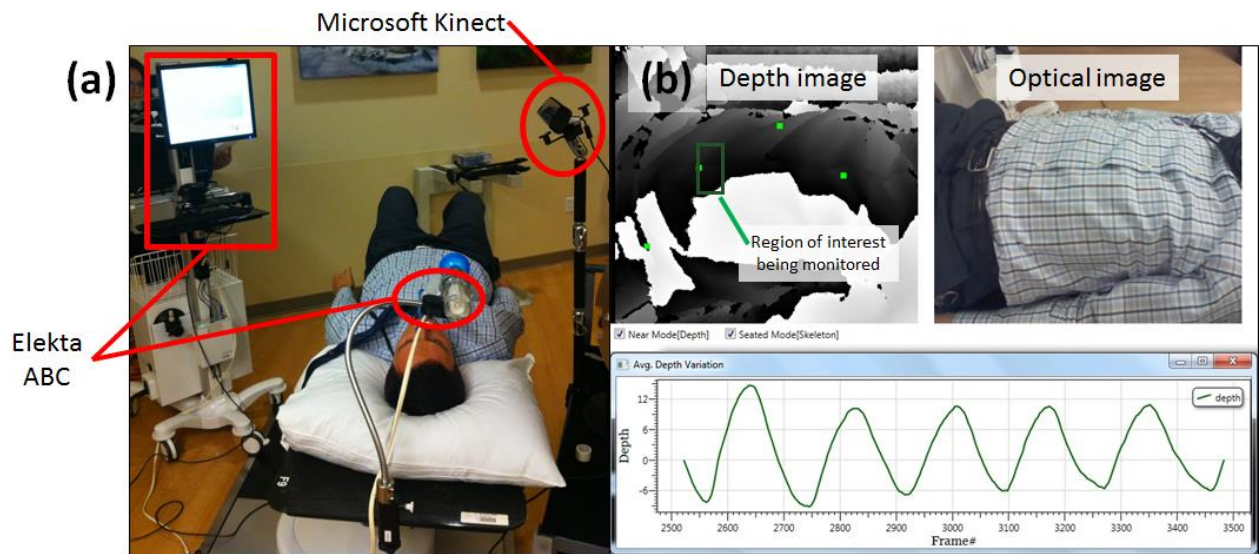 Microsoft Kinect
(a)
Elekta
ABC
F9
(b)
Depth image
Optical image
Region of interest
being monitored
Near Mode[Depth]
Seated Mode[Skeleton]
Avg. Depth Variation
depth
Depth
12
6
0
-6
2500
2600
2700
2800
2900
3000
3100
3200
3300
3400
3500
Frame#